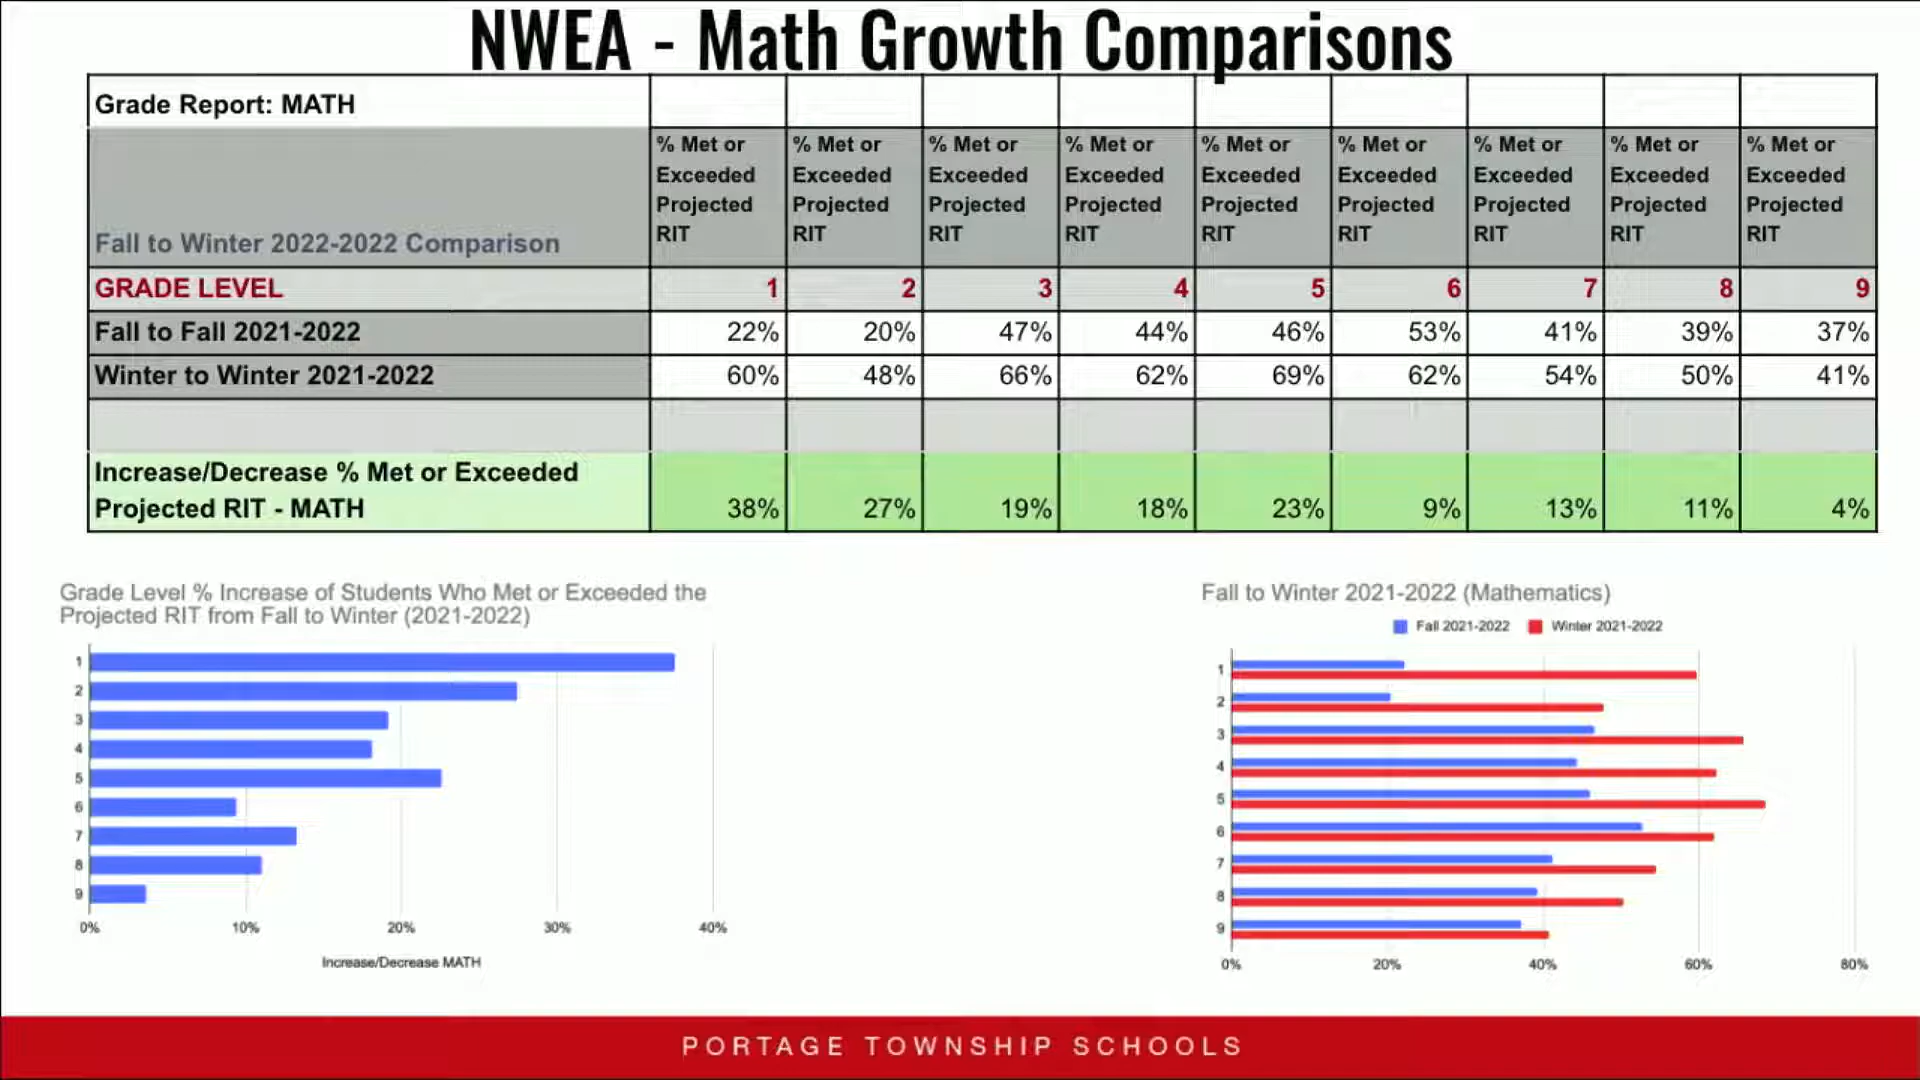 NWEA - Math Growth Comparisons
Grade Report: MATH
Fall to Winter 2022-2022 Comparison
% Met or Exceeded Projected RIT
% Met or Exceeded Projected RIT
% Met or Exceeded Projected RIT
% Met or Exceeded Projected RIT
% Met or Exceeded Projected RIT
% Met or Exceeded Projected RIT
% Met or Exceeded Projected RIT
% Met or Exceeded Projected RIT
% Met or Exceeded Projected RIT
GRADE LEVEL 1 2 3 4 5 6 7 8 9
Fall to Fall 2021-2022 22% 20% 47% 44% 46% 53% 41% 39% 37%
Winter to Winter 2021-2022 60% 48% 66% 62% 69% 62% 54% 50% 41%
Increase/Decrease % Met or Exceeded
Projected RIT - MATH 38% 27% 19% 18% 23% 9% 13% 11% 4%
Grade Level % Increase of Students Who Met or Exceeded the
Projected RIT from Fall to Winter (2021-2022)
1
2
3
4
5
6
7
8
9
0% 10% 20% 30% 40%
Increase/Decrease MATH
Fall to Winter 2021-2022 (Mathematics)
Fall 2021-2022 Winter 2021-2022
1
2
3
4
5
6
7
8
9
0% 20% 40% 60% 80%
PORTAGE TOWNSHIP SCHOOLS